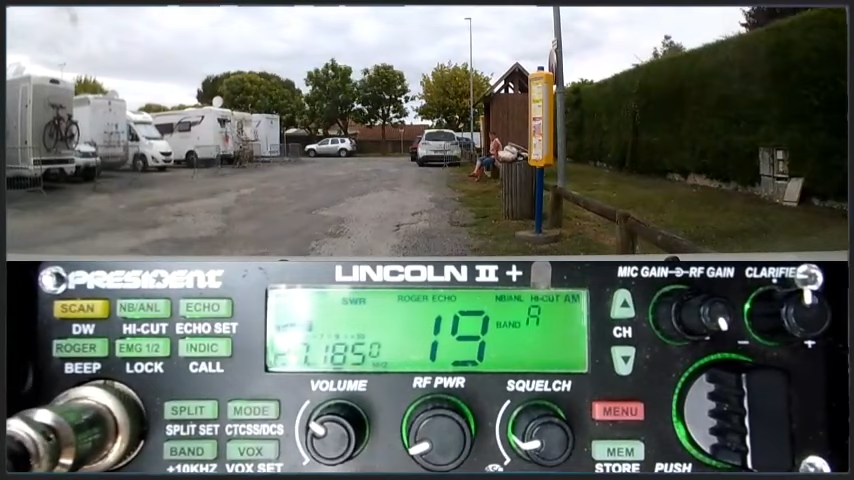 PRESIDENT
LINCOLN II +
MIC GAIN RF GAIN CLARIFIER
SCAN NB/ANL ECHO
DW HI-CUT ECHO SET
ROGER EMG 1/2 INDIC
BEEP LOCK CALL
SWR ROGER ECHO NB/ANL HI-CUT AM
19 BAND A
27.1850
CH
VOLUME RF PWR SQUELCH
SPLIT MODE
SPLIT SET CTCSS/DCS
BAND VOX
+10KHZ VOX SET
MENU
MEM
STORE PUSH
- +